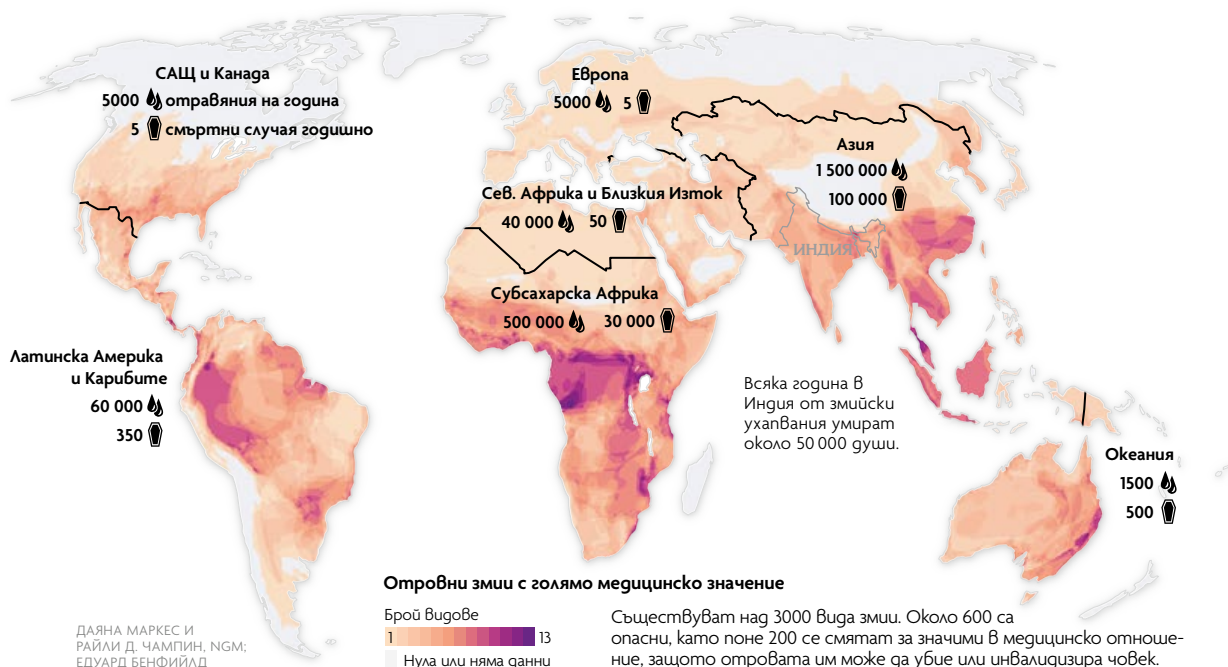 САЩ и Канада
5000 отравяния на година
5 смъртни случая годишно
Европа
5000 5
Азия
1 500 000
100 000
Сев. Африка и Близкия Изток
40 000 50
ИНДИЯ
Субсахарска Африка
500 000 30 000
Латинска Америка
и Карибите
60 000
350
Всяка година в
Индия от змийски
ухапвания умират
около 50 000 души.
Океания
1500
500
Отровни змии с голямо медицинско значение
Брой видове
1 13
Нула или няма данни
Съществуват над 3000 вида змии. Около 600 са
опасни, като поне 200 се смятат за значими в медицинско отноше-
ние, защото отровата им може да убие или инвалидизира човек.
ДАЯНА МАРКЕС И
РАЙЛИ Д. ЧАМПИН, NGM;
ЕДУАРД БЕНФИЙЛД